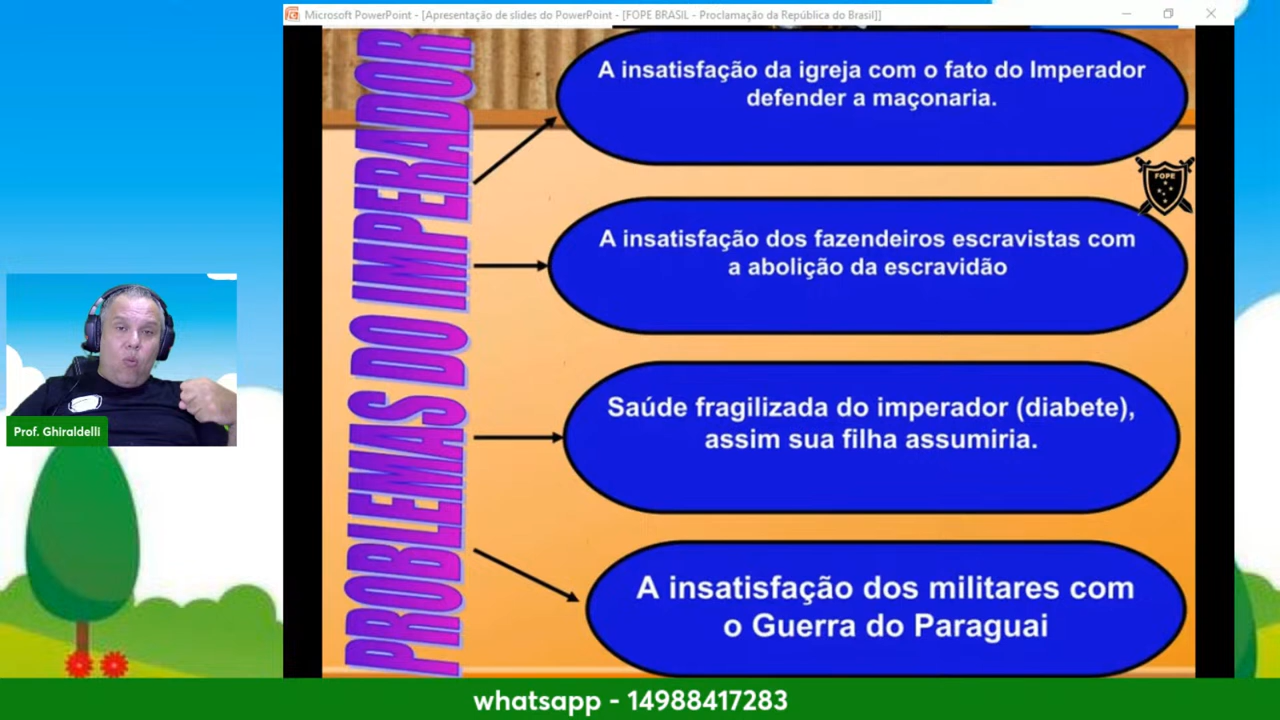 Microsoft PowerPoint - [Apresentação de slides do PowerPoint - [FOPE BRASIL - Proclamação da República do Brasil]]
PROBLEMAS DO IMPERADOR
A insatisfação da igreja com o fato do Imperador
defender a maçonaria.
FOPE
A insatisfação dos fazendeiros escravistas com
a abolição da escravidão
Saúde fragilizada do imperador (diabete),
assim sua filha assumiria.
A insatisfação dos militares com
o Guerra do Paraguai
Prof. Ghiraldelli
whatsapp - 14988417283